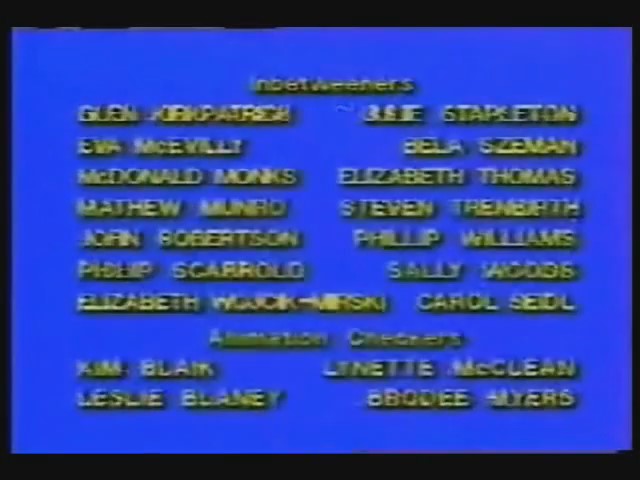 Inbetweeners
GLEN KIRKPATRICK JULIE STAPLETON
EVA McEVILLY BELA SZEMAN
McDONALD MONKS ELIZABETH THOMAS
MATHEW MUNRO STEVEN TRENBIRTH
JOHN ROBERTSON PHILLIP WILLIAMS
PHILIP SCARROLD SALLY WOODS
ELIZABETH WOJCIK-MIRSKI CAROL SEIDL
Animation Checkers
KIM BLAIK LYNETTE McCLEAN
LESLIE BLANEY BRODEE MYERS